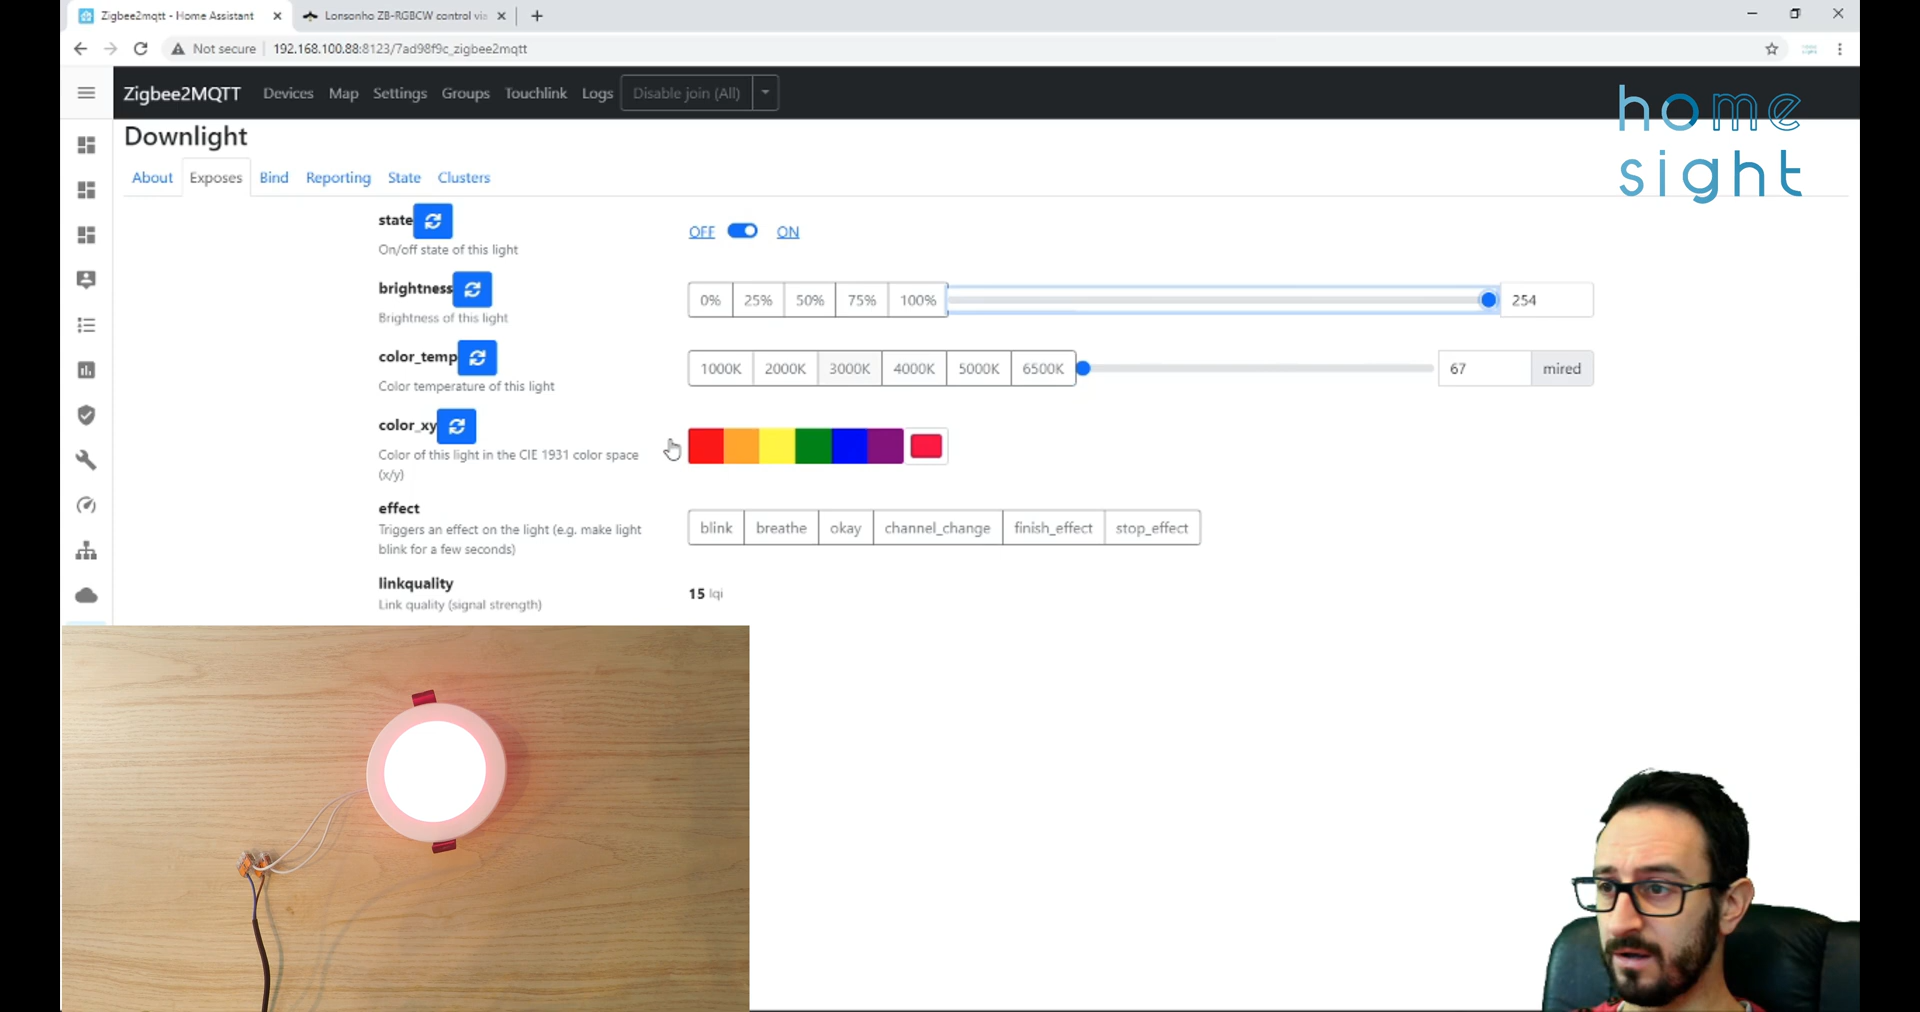 Zigbee2mqtt - Home Assistant
Lonsonho ZB-RGBCW control via
Not secure 192.168.100.88:8123/7ad98f9c_zigbee2mqtt
Zigbee2MQTT Devices Map Settings Groups Touchlink Logs Disable join (All)
home
sight
Downlight
About Exposes Bind Reporting State Clusters
state
OFF ON
On/off state of this light
brightness
0% 25% 50% 75% 100% 254
Brightness of this light
color_temp
1000K 2000K 3000K 4000K 5000K 6500K 67 mired
Color temperature of this light
color_xy
Color of this light in the CIE 1931 color space
(x/y)
effect
Triggers an effect on the light (e.g. make light
blink for a few seconds)
blink breathe okay channel_change finish_effect stop_effect
linkquality
15 lqi
Link quality (signal strength)